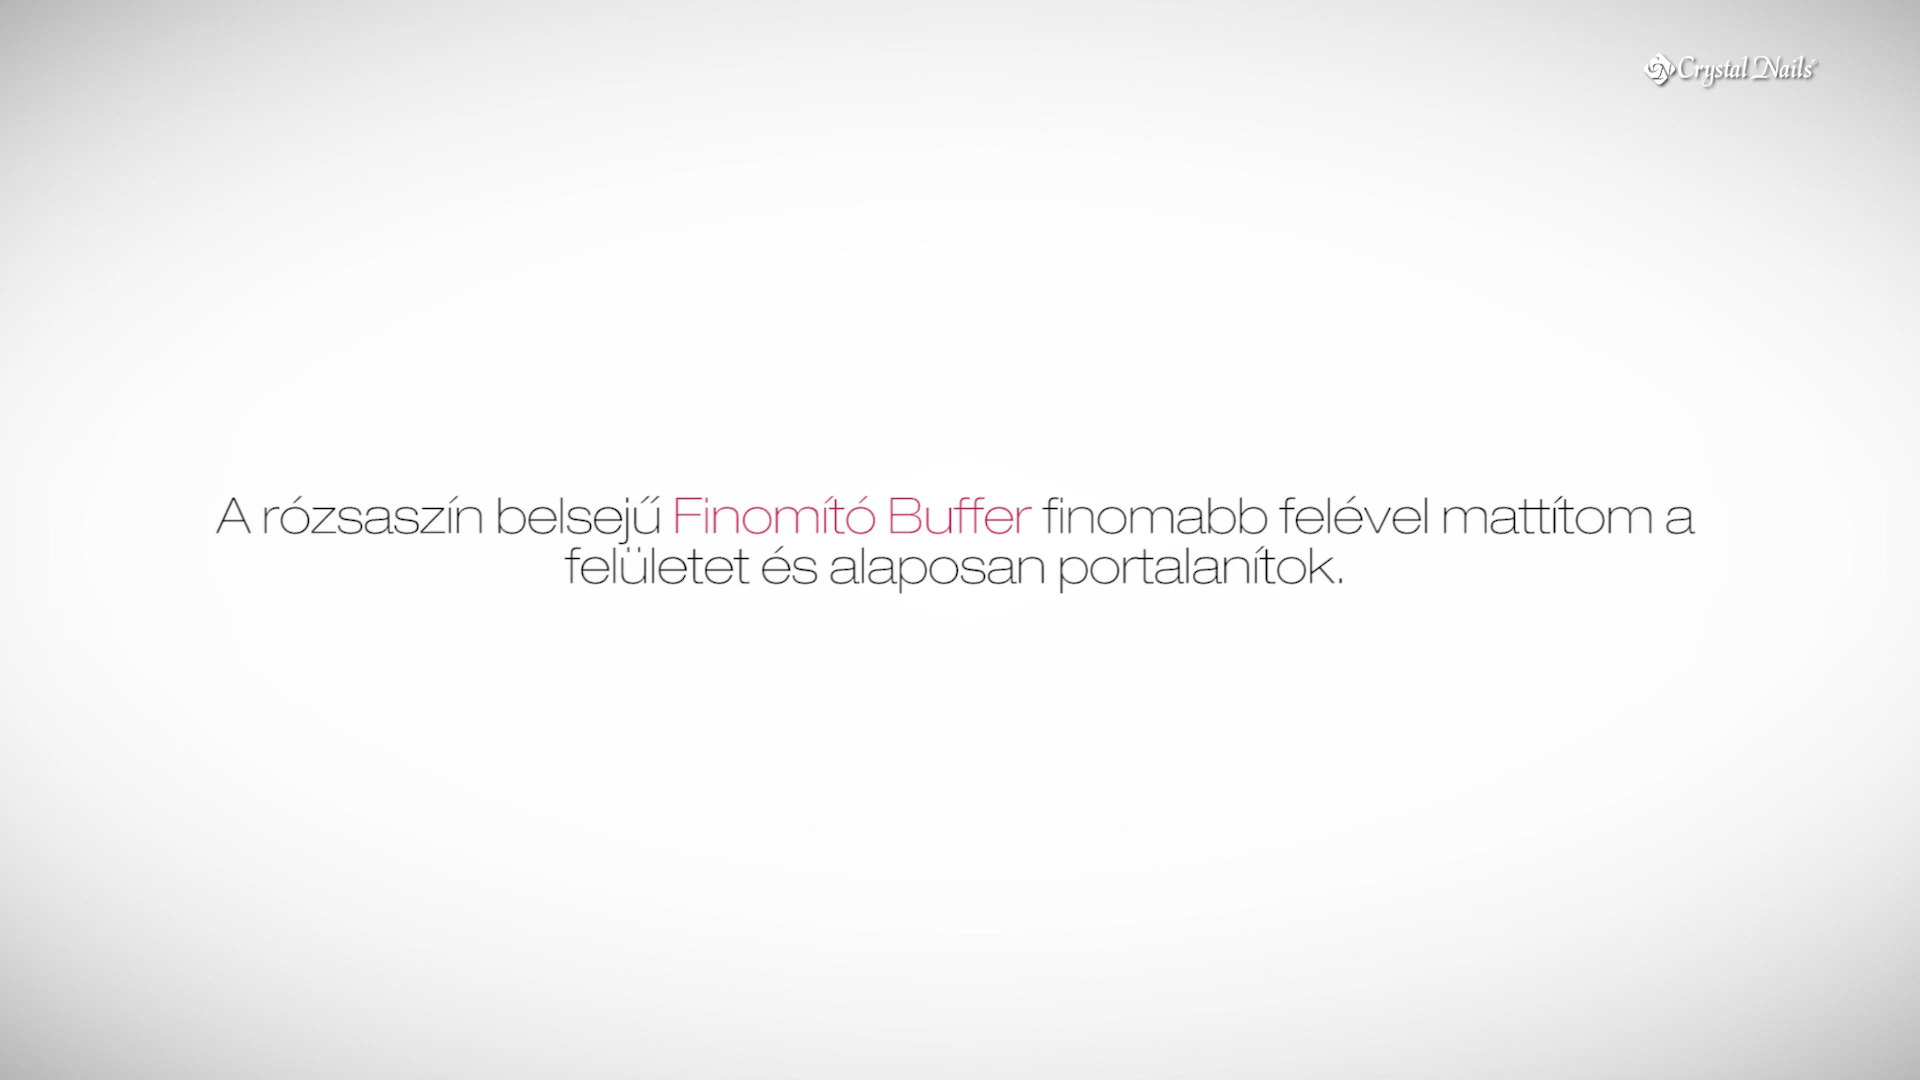 Crystal Nails
A rózsaszín belsejű Finomító Buffer finomabb felével mattítom a
felületet és alaposan portalanítok.